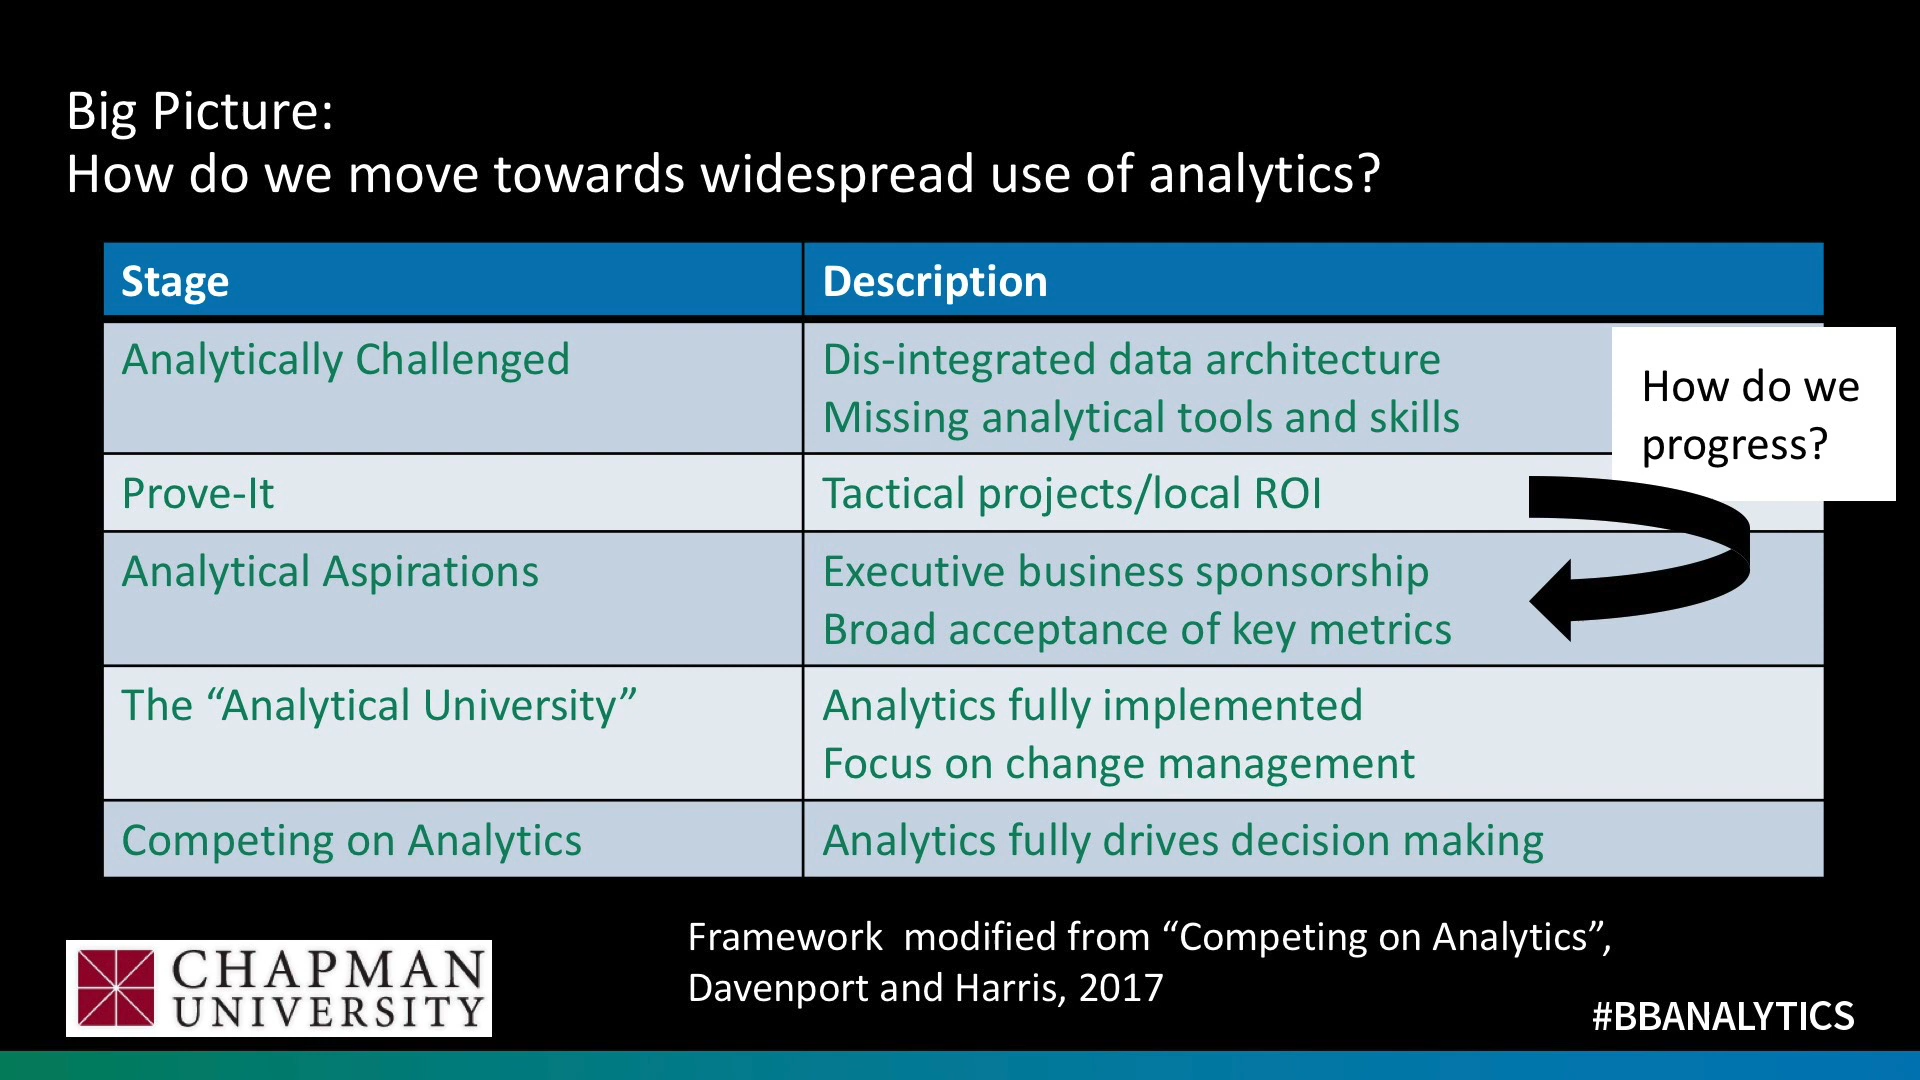 Big Picture:
How do we move towards widespread use of analytics?
Stage
Description
Analytically Challenged
Dis-integrated data architecture
Missing analytical tools and skills
How do we
progress?
Prove-It
Tactical projects/local ROI
Analytical Aspirations
Executive business sponsorship
Broad acceptance of key metrics
The “Analytical University”
Analytics fully implemented
Focus on change management
Competing on Analytics
Analytics fully drives decision making
Framework  modified from “Competing on Analytics”,
Davenport and Harris, 2017
CHAPMAN
UNIVERSITY
#BBANALYTICS